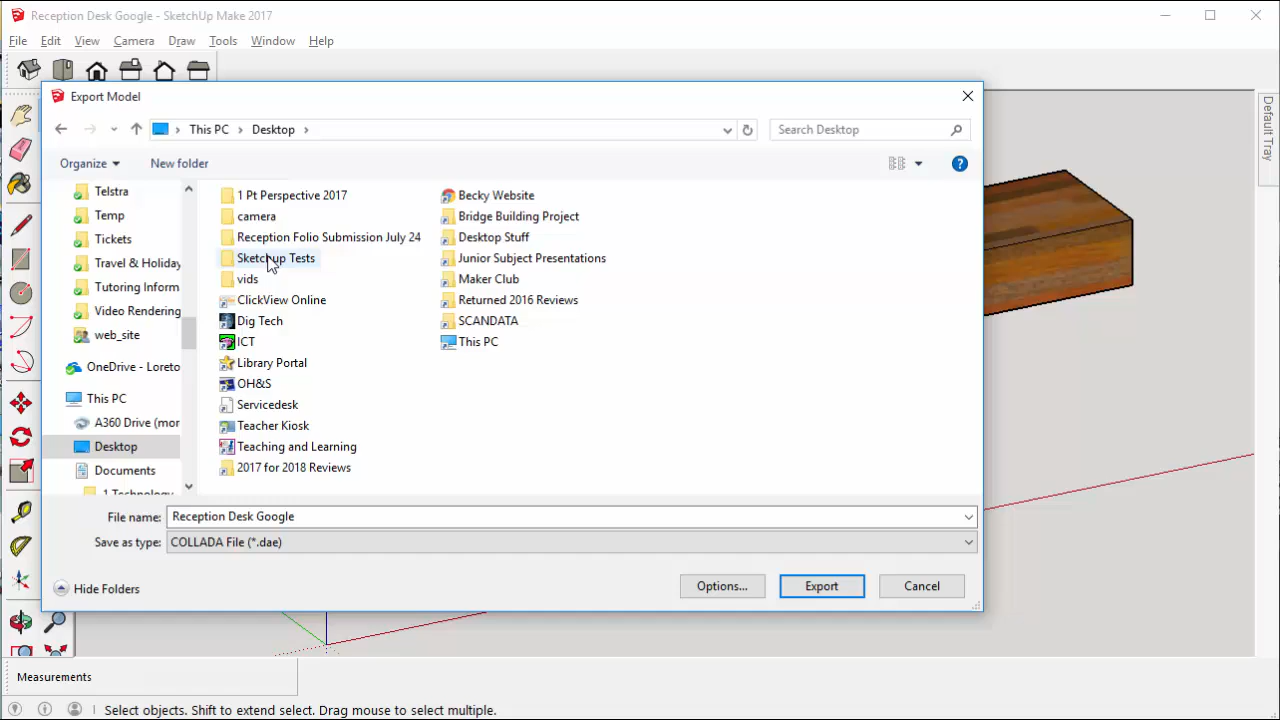 Reception Desk Google - SketchUp Make 2017
File Edit View Camera Draw Tools Window Help
Export Model
This PC Desktop
Search Desktop
Organize New folder
Telstra
Temp
Tickets
Travel & Holiday
Tutoring Inform
Video Rendering
web_site
OneDrive - Loreto
This PC
A360 Drive (mor
Desktop
Documents
1 Technology
1 Pt Perspective 2017
camera
Reception Folio Submission July 24
Sketchup Tests
vids
ClickView Online
Dig Tech
ICT
Library Portal
OH&S
Servicedesk
Teacher Kiosk
Teaching and Learning
2017 for 2018 Reviews
Becky Website
Bridge Building Project
Desktop Stuff
Junior Subject Presentations
Maker Club
Returned 2016 Reviews
SCANDATA
This PC
Default Tray
File name: Reception Desk Google
Save as type: COLLADA File (*.dae)
Hide Folders
Options... Export Cancel
Measurements
Select objects. Shift to extend select. Drag mouse to select multiple.